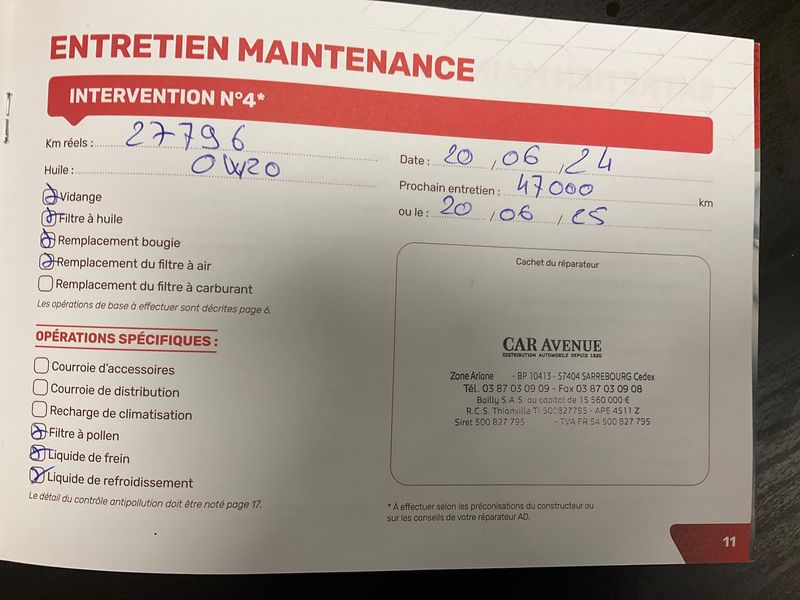 ENTRETIEN MAINTENANCE
INTERVENTION N°4*
Km réels : 27796
Huile : 0W20
Vidange
Filtre à huile
Remplacement bougie
Remplacement du filtre à air
Remplacement du filtre à carburant
Les opérations de base à effectuer sont décrites page 6.
OPÉRATIONS SPÉCIFIQUES :
Courroie d'accessoires
Courroie de distribution
Recharge de climatisation
Filtre à pollen
Liquide de frein
Liquide de refroidissement
Le détail du contrôle antipollution doit être noté page 17.
Date : 20 / 06 / 24
Prochain entretien : 47000 km
ou le : 20 / 06 / 25
Cachet du réparateur
CAR AVENUE
DISTRIBUTION AUTOMOBILE DEPUIS 1920
Zone Ariane - BP 10413 - 57404 SARREBOURG Cedex
Tél. 03 87 03 09 09 - Fax 03 87 03 09 08
Bailly S.A.S. au capital de 15 560 000 €
R.C.S. Thionville TI 500827795 - APE 4511 Z
Siret 500 827 795 - TVA FR 54 500 827 795
* À effectuer selon les préconisations du constructeur ou
sur les conseils de votre réparateur AD.
11